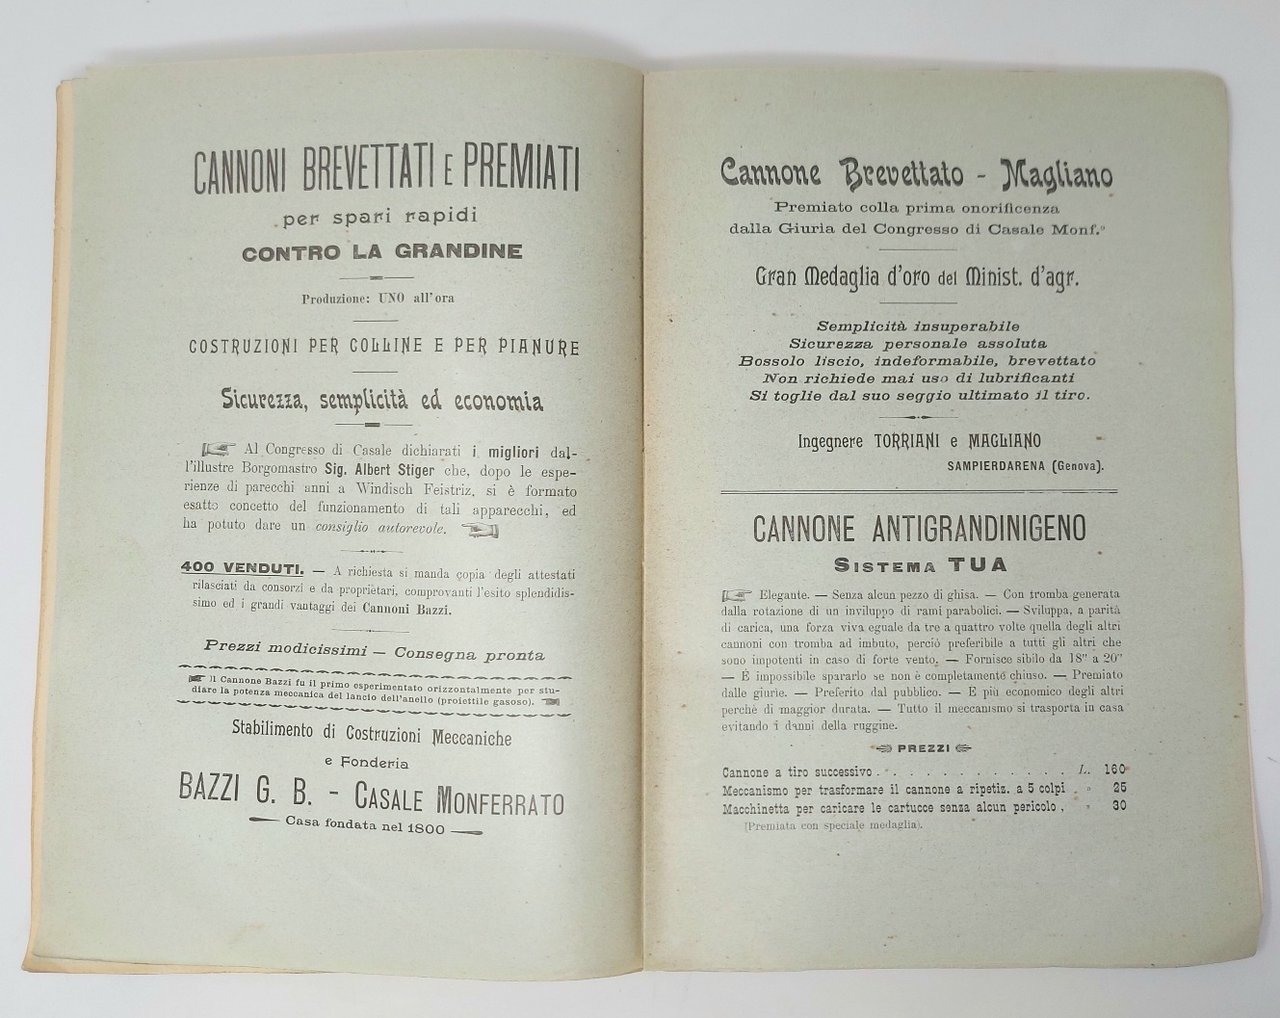 CANNONI BREVETTATI E PREMIATI
per spari rapidi
CONTRO LA GRANDINE
Produzione: UNO all'ora
COSTRUZIONI PER COLLINE E PER PIANURE
Sicurezza, semplicità ed economia
Al Congresso di Casale dichiarati i migliori dal-
l'illustre Borgomastro Sig. Albert Stiger che, dopo le espe-
rienze di parecchi anni a Windisch Feistriz, si è formato
esatto concetto del funzionamento di tali apparecchi, ed
ha potuto dare un consiglio autorevole.
400 VENDUTI. — A richiesta si manda copia degli attestati
rilasciati da consorzi e da proprietari, comprovanti l'esito splendidis-
simo ed i grandi vantaggi dei Cannoni Bazzi.
Prezzi modicissimi — Consegna pronta
Il Cannone Bazzi fu il primo esperimentato orizzontalmente per stu-
diare la potenza meccanica del lancio dell'anello (proiettile gasoso).
Stabilimento di Costruzioni Meccaniche
e Fonderia
BAZZI G. B. - CASALE MONFERRATO
Casa fondata nel 1800
Cannone Brevettato - Magliano
Premiato colla prima onorificenza
dalla Giuria del Congresso di Casale Monf.º
Gran Medaglia d'oro del Minist. d'agr.
Semplicità insuperabile
Sicurezza personale assoluta
Bossolo liscio, indeformabile, brevettato
Non richiede mai uso di lubrificanti
Si toglie dal suo seggio ultimato il tiro.
Ingegnere TORRIANI e MAGLIANO
SAMPIERDARENA (Genova).
CANNONE ANTIGRANDINIGENO
SISTEMA TUA
Elegante. — Senza alcun pezzo di ghisa. — Con tromba generata
dalla rotazione di un inviluppo di rami parabolici. — Sviluppa, a parità
di carica, una forza viva eguale da tre a quattro volte quella degli altri
cannoni con tromba ad imbuto, perciò preferibile a tutti gli altri che
sono impotenti in caso di forte vento. — Fornisce sibilo da 18" a 20"
— È impossibile spararlo se non è completamente chiuso. — Premiato
dalle giurie. — Preferito dal pubblico. — È più economico degli altri
perchè di maggior durata. — Tutto il meccanismo si trasporta in casa
evitando i danni della ruggine.
PREZZI
Cannone a tiro successivo . . . . . . . . . . . . L. 160
Meccanismo per trasformare il cannone a ripetiz. a 5 colpi . » 25
Macchinetta per caricare le cartucce senza alcun pericolo . » 30
(Premiata con speciale medaglia).